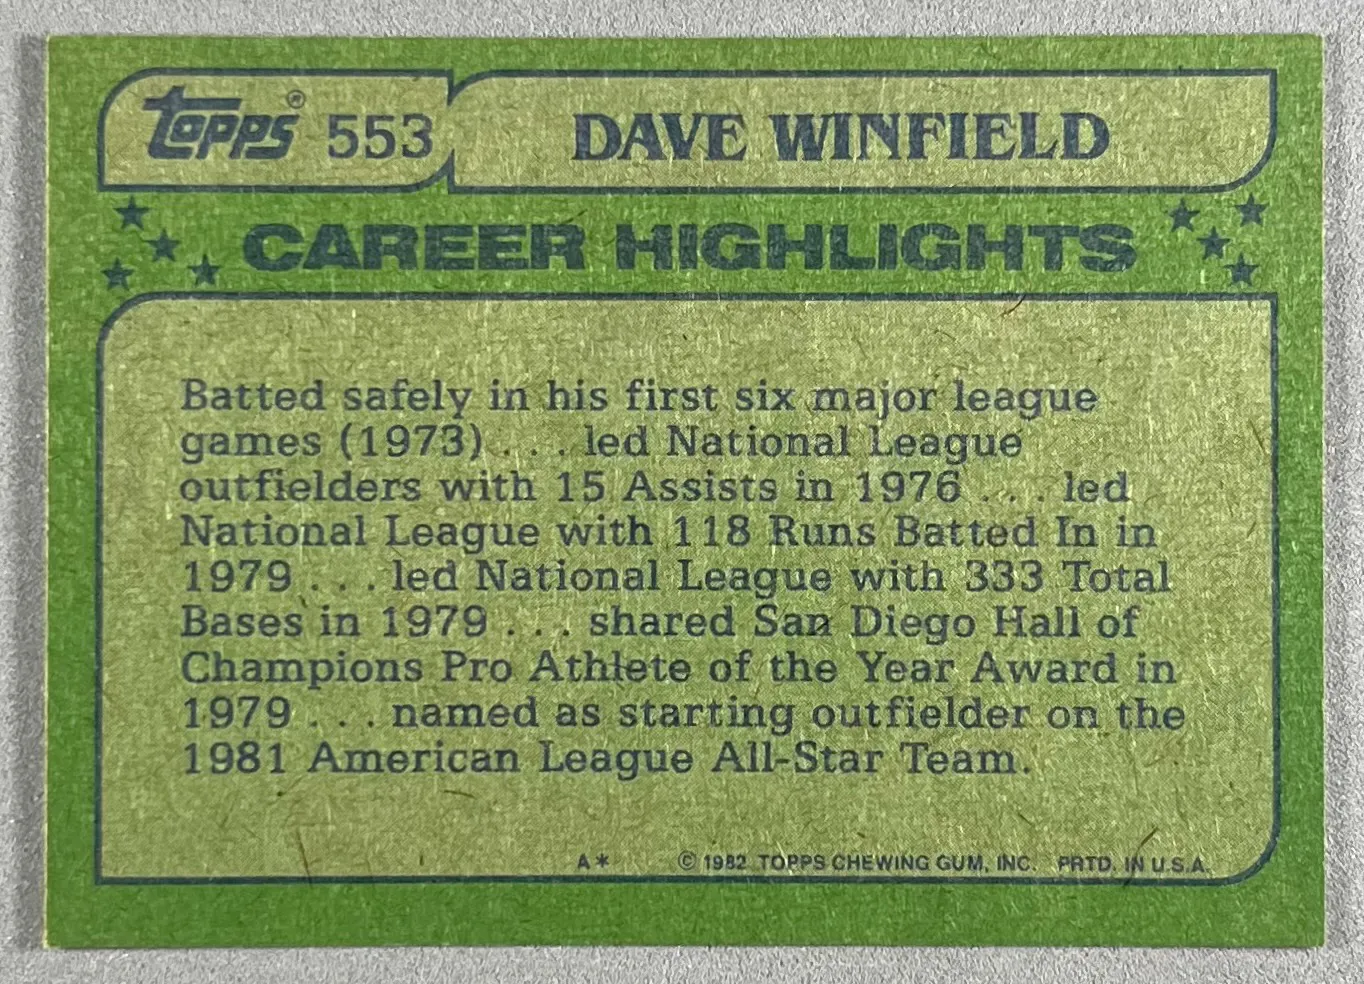 Topps® 553 DAVE WINFIELD
CAREER HIGHLIGHTS
Batted safely in his first six major league
games (1973) . . . led National League
outfielders with 15 Assists in 1976 . . . led
National League with 118 Runs Batted In in
1979 . . . led National League with 333 Total
Bases in 1979 . . . shared San Diego Hall of
Champions Pro Athlete of the Year Award in
1979 . . . named as starting outfielder on the
1981 American League All-Star Team.
A* © 1982 TOPPS CHEWING GUM, INC. PRTD. IN U.S.A.